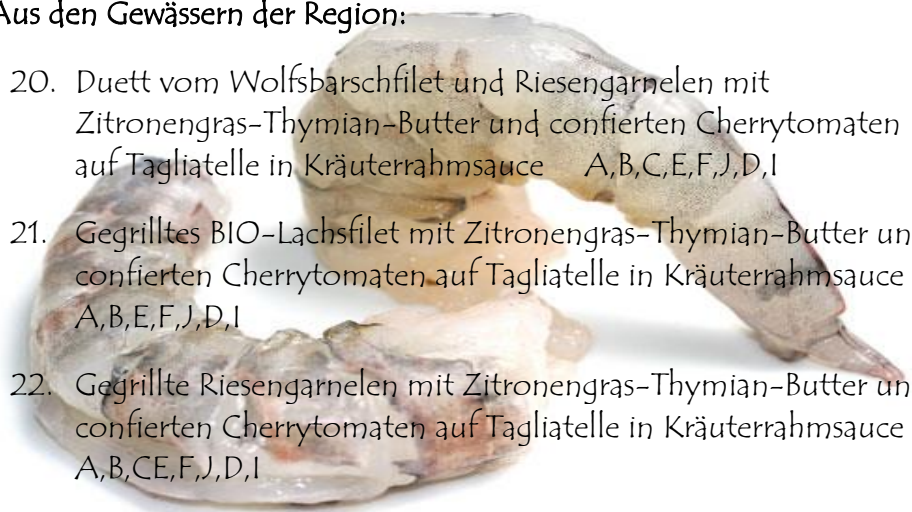 Aus den Gewässern der Region:
20. Duett vom Wolfsbarschfilet und Riesengarnelen mit
Zitronengras-Thymian-Butter und confierten Cherrytomaten
auf Tagliatelle in Kräuterrahmsauce A,B,C,E,F,J,D,I
21. Gegrilltes BIO-Lachsfilet mit Zitronengras-Thymian-Butter un
confierten Cherrytomaten auf Tagliatelle in Kräuterrahmsauce
A,B,E,F,J,D,I
22. Gegrillte Riesengarnelen mit Zitronengras-Thymian-Butter un
confierten Cherrytomaten auf Tagliatelle in Kräuterrahmsauce
A,B,CE,F,J,D,I